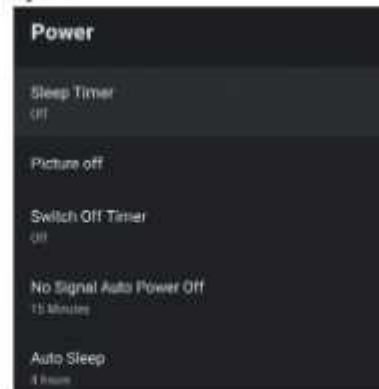 Power
Sleep Timer
Off
Picture off
Switch Off Timer
Off
No Signal Auto Power Off
15 Minutes
Auto Sleep
4 hours